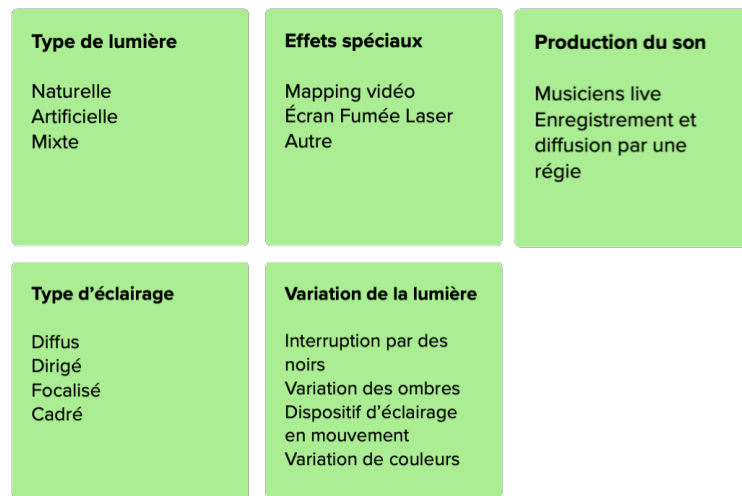 Type de lumière
Naturelle
Artificielle
Mixte
Effets spéciaux
Mapping vidéo
Écran Fumée Laser
Autre
Production du son
Musiciens live
Enregistrement et
diffusion par une
régie
Type d’éclairage
Diffus
Dirigé
Focalisé
Cadré
Variation de la lumière
Interruption par des
noirs
Variation des ombres
Dispositif d’éclairage
en mouvement
Variation de couleurs